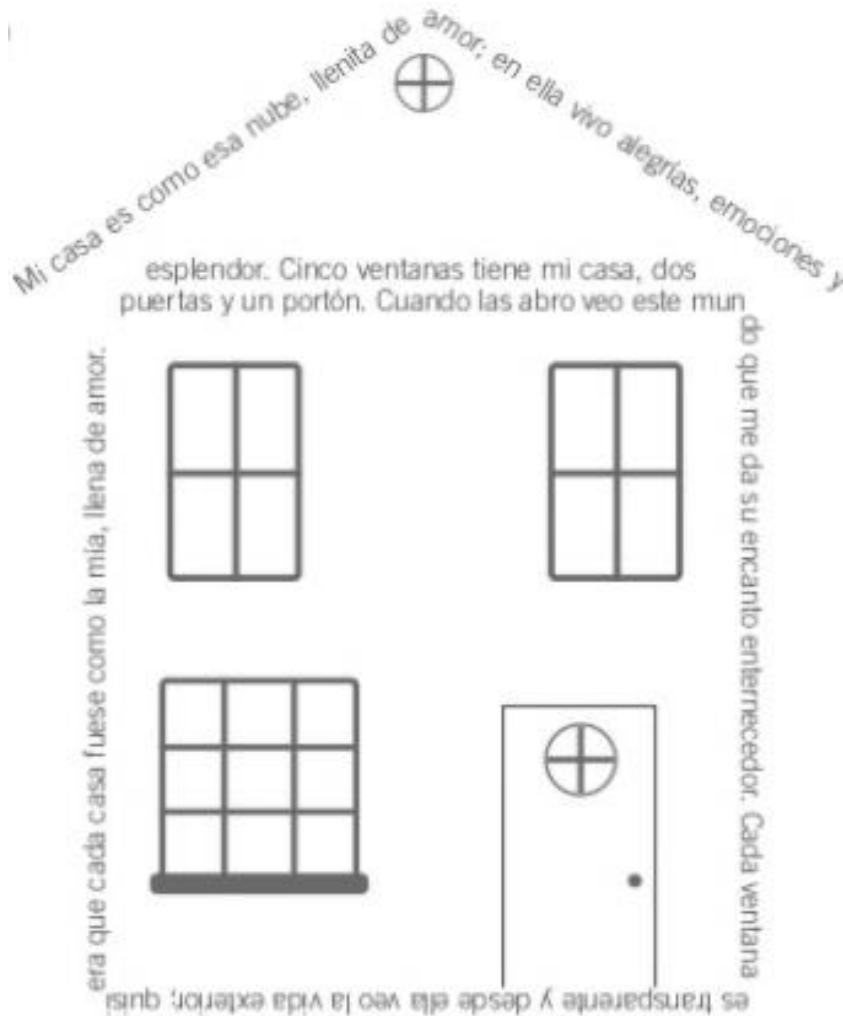 Mi casa es como esa nube, llenita de
amor; en ella vivo alegrías, emociones y
esplendor. Cinco ventanas tiene mi casa, dos
puertas y un portón. Cuando las abro veo este mun
do que me da su encanto enternecedor. Cada ventana
es transparente y desde ella veo la vida exterior; quisi
era que cada casa fuese como la mía, llena de amor.